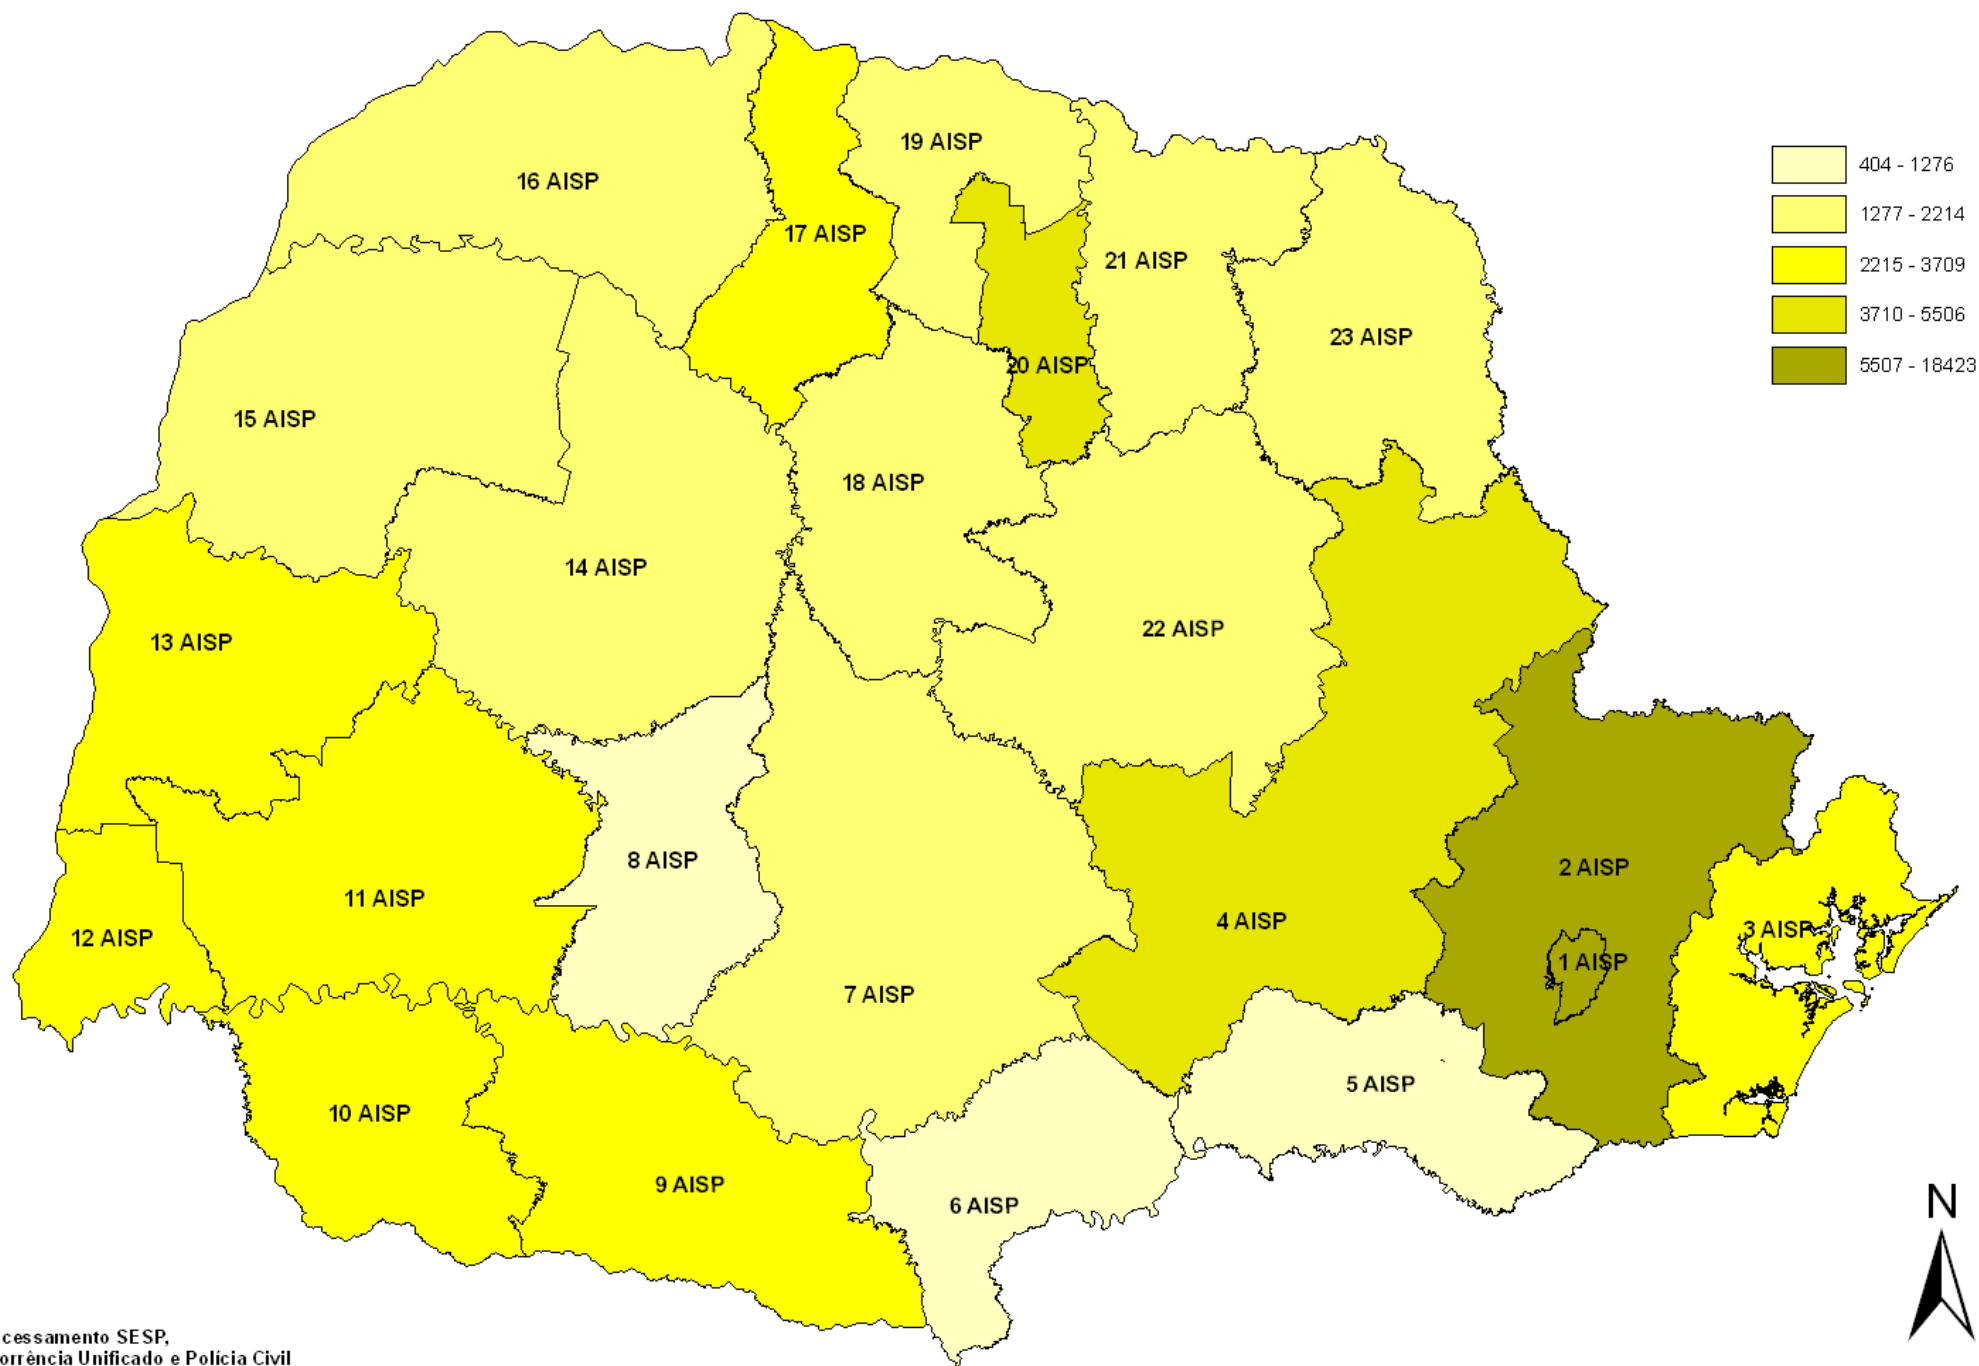 19 AISP
404 - 1276
16 AISP
1277 - 2214
17 AISP
21 AISP
2215 - 3709
3710 - 5506
23 AISP
20 AISP
5507 - 18423
15 AISP
18 AISP
14 AISP
13 AISP
22 AISP
8 AISP
2 AISP
11 AISP
4 AISP
3 AISP
12 AISP
1 AISP
7 AISP
5 AISP
10 AISP
9 AISP
6 AISP
N
cessamento SESP,
orrência Unificado e Polícia Civil